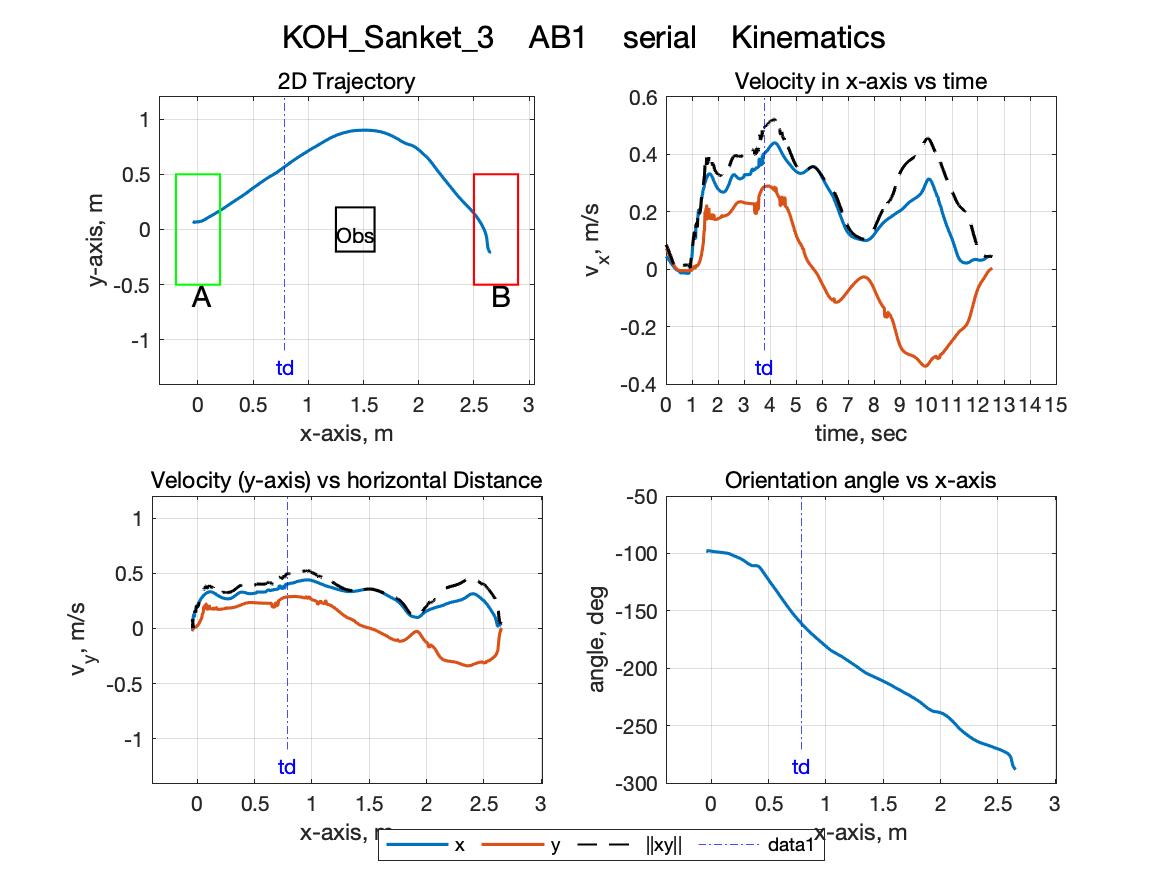 KOH_Sanket_3 AB1 serial Kinematics
2D Trajectory
1
0.5
0
-0.5
-1
y-axis, m
Obs
A
B
td
0 0.5 1 1.5 2 2.5 3
x-axis, m
Velocity in x-axis vs time
0.6
0.4
0.2
0
-0.2
-0.4
vx, m/s
td
0 1 2 3 4 5 6 7 8 9 10 11 12 13 14 15
time, sec
Velocity (y-axis) vs horizontal Distance
1
0.5
0
-0.5
-1
vy, m/s
td
0 0.5 1 1.5 2 2.5 3
x-axis, m
Orientation angle vs x-axis
-50
-100
-150
-200
-250
-300
angle, deg
td
0 0.5 1 1.5 2 2.5 3
x-axis, m
x y ||xy|| data1